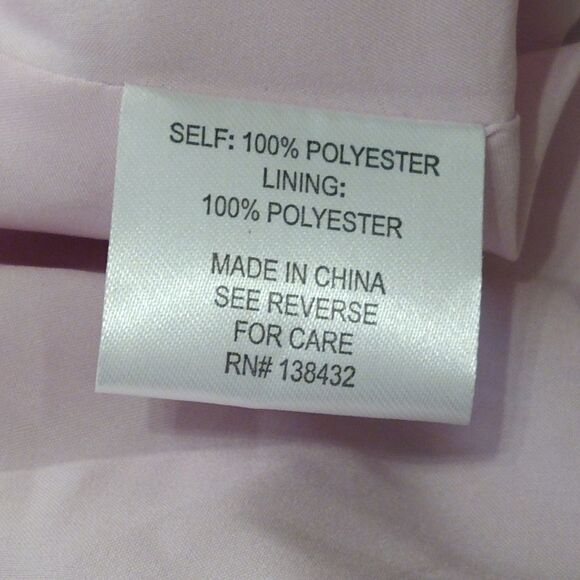 SELF: 100% POLYESTER
LINING:
100% POLYESTER
MADE IN CHINA
SEE REVERSE
FOR CARE
RN# 138432